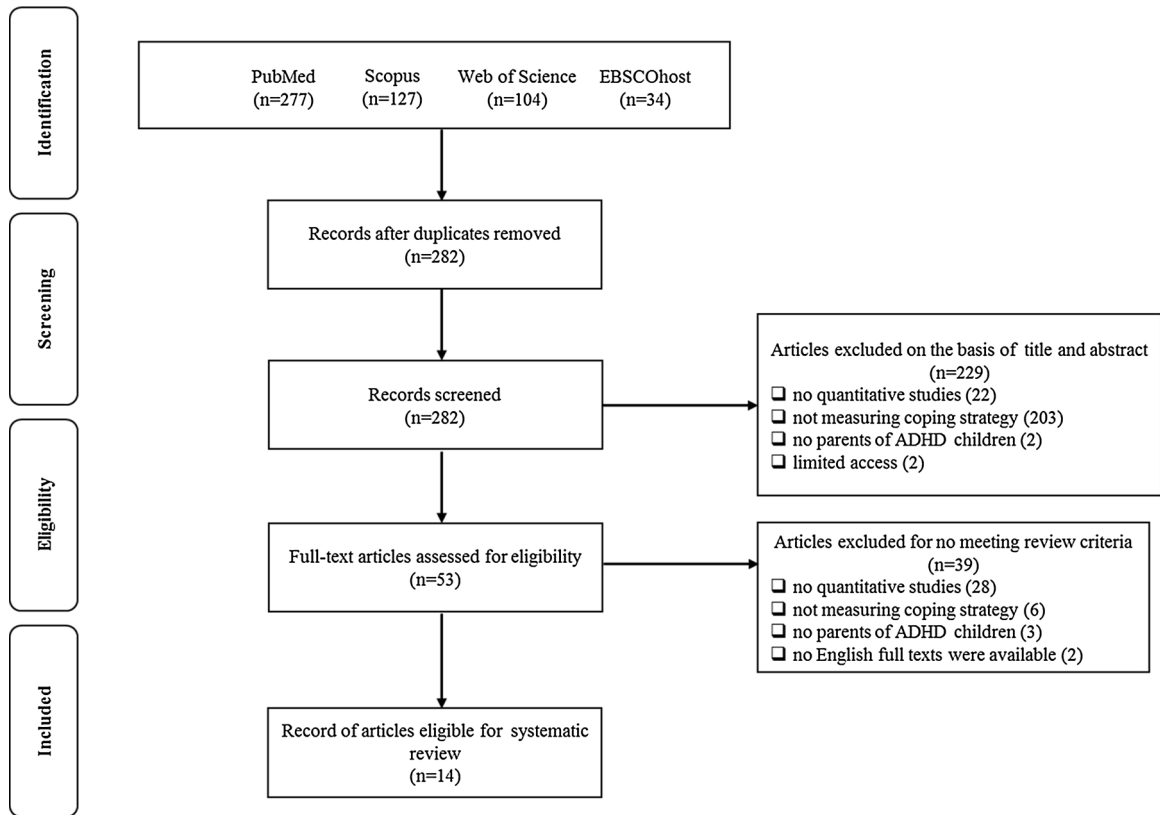 Identification
PubMed
(n=277)
Scopus
(n=127)
Web of Science
(n=104)
EBSCOhost
(n=34)
Screening
Records after duplicates removed
(n=282)
Records screened
(n=282)
Articles excluded on the basis of title and abstract
(n=229)
❑ no quantitative studies (22)
❑ not measuring coping strategy (203)
❑ no parents of ADHD children (2)
❑ limited access (2)
Eligibility
Full-text articles assessed for eligibility
(n=53)
Articles excluded for no meeting review criteria
(n=39)
❑ no quantitative studies (28)
❑ not measuring coping strategy (6)
❑ no parents of ADHD children (3)
❑ no English full texts were available (2)
Included
Record of articles eligible for systematic
review
(n=14)